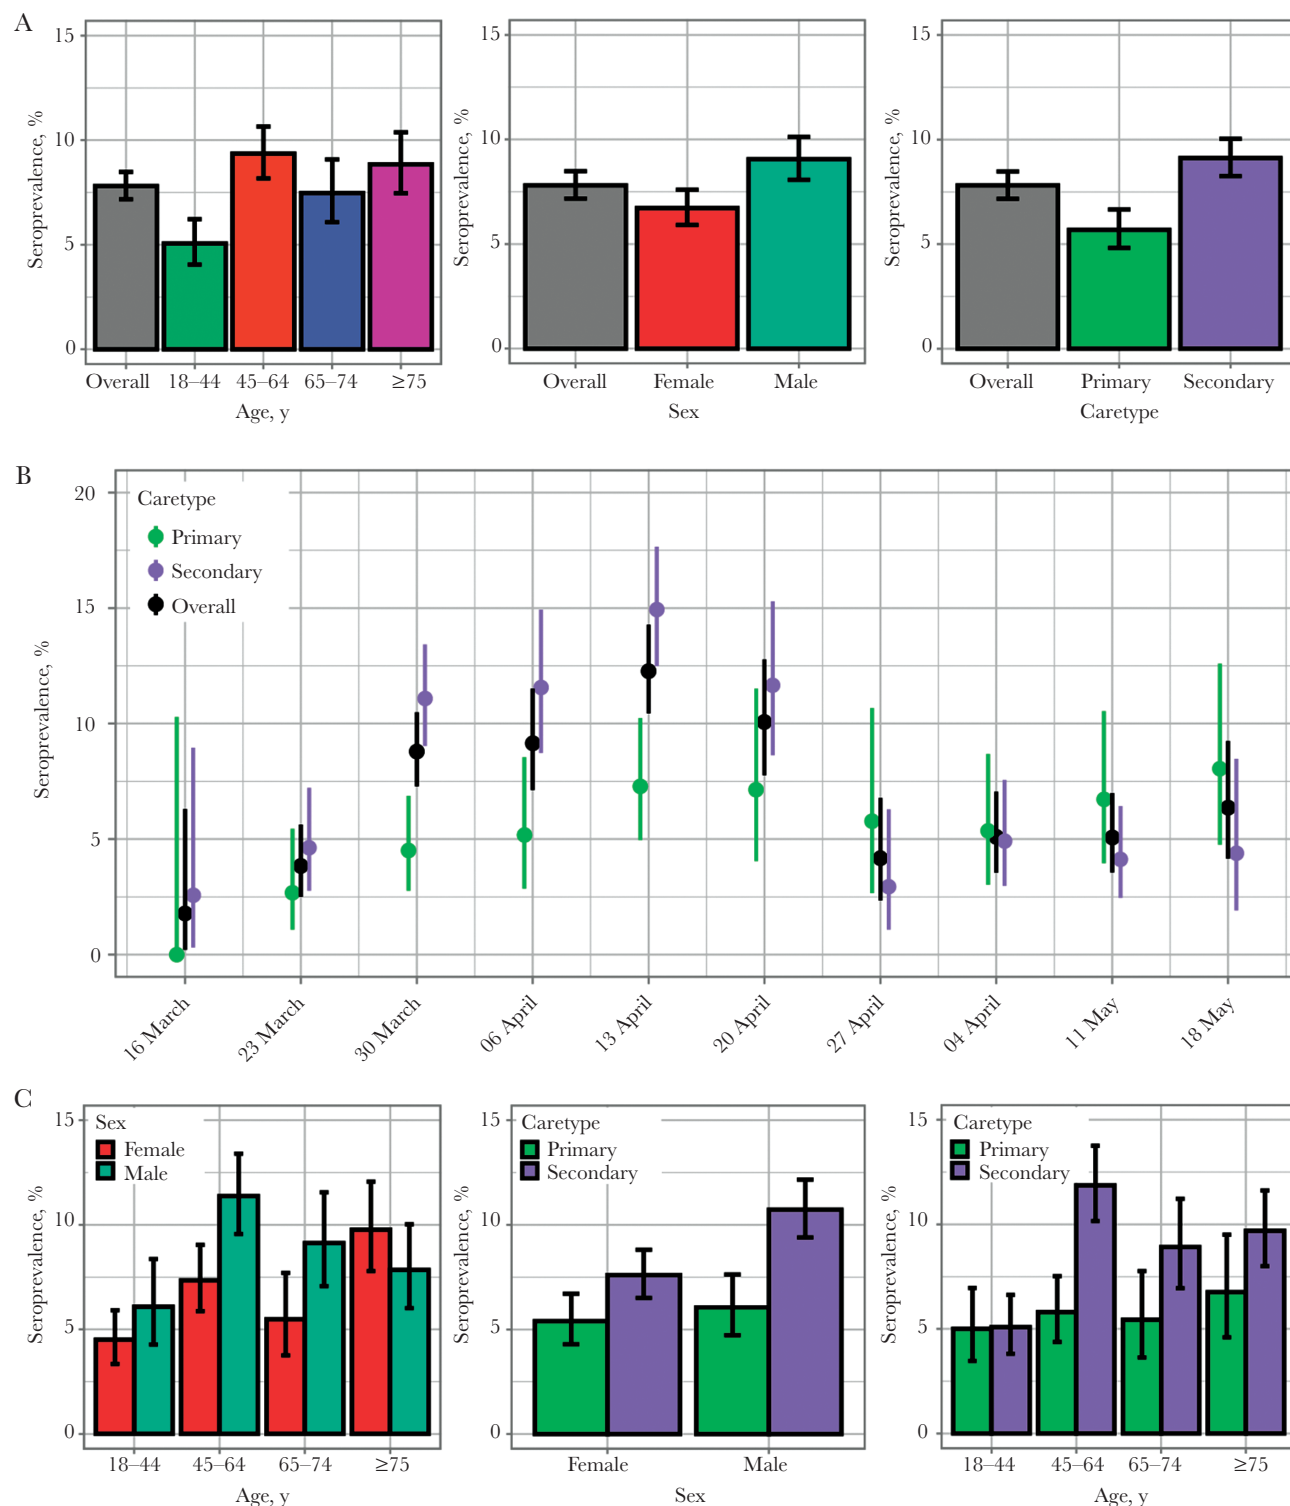 A
Seroprevalence, %
15
10
5
0
Overall 18–44 45–64 65–74 ≥75
Age, y
Seroprevalence, %
15
10
5
0
Overall Female Male
Sex
Seroprevalence, %
15
10
5
0
Overall Primary Secondary
Caretype
B
Seroprevalence, %
20
15
10
5
0
Caretype
Primary
Secondary
Overall
16 March
23 March
30 March
06 April
13 April
20 April
27 April
04 April
11 May
18 May
C
Seroprevalence, %
15
10
5
0
Sex
Female
Male
18–44 45–64 65–74 ≥75
Age, y
Seroprevalence, %
15
10
5
0
Caretype
Primary
Secondary
Female Male
Sex
Seroprevalence, %
15
10
5
0
Caretype
Primary
Secondary
18–44 45–64 65–74 ≥75
Age, y